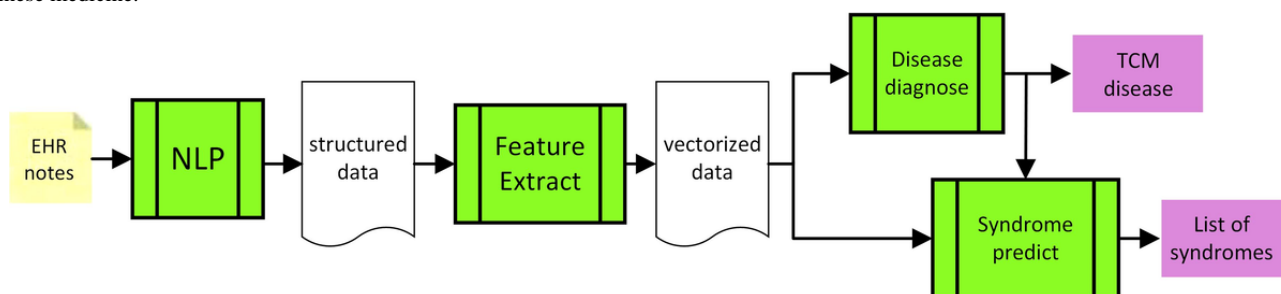 EHR
notes
NLP
structured
data
Feature
Extract
vectorized
data
Disease
diagnose
TCM
disease
Syndrome
predict
List of
syndromes